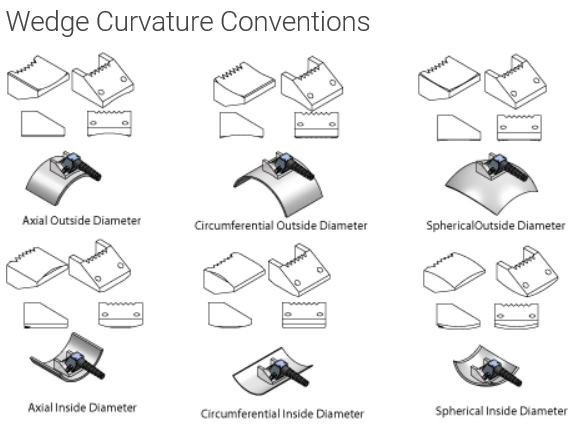 Wedge Curvature Conventions
Axial Outside Diameter
Circumferential Outside Diameter
SphericalOutside Diameter
Axial Inside Diameter
Circumferential Inside Diameter
Spherical Inside Diameter